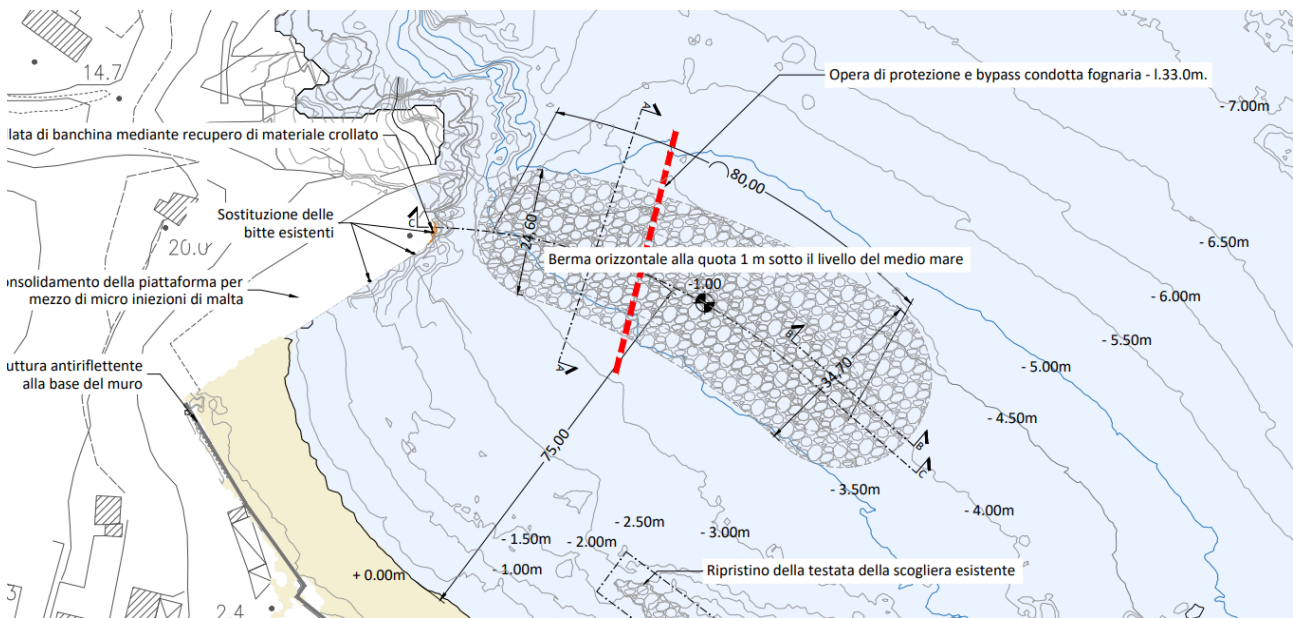 14.7
Opera di protezione e bypass condotta fognaria - l.33.0m.
- 7.00m
llata di banchina mediante recupero di materiale crollato
A
80,00
Sostituzione delle
bitte esistenti
C
24,60
20.0
- 6.50m
Berma orizzontale alla quota 1 m sotto il livello del medio mare
onsolidamento della piattaforma per
mezzo di micro iniezioni di malta
-1.00
- 6.00m
B
- 5.50m
uttura antiriflettente
alla base del muro
A
- 5.00m
34,70
- 4.50m
75,00
B
C
- 3.50m
- 4.00m
- 2.50m
- 3.00m
- 1.50m
- 2.00m
+ 0.00m
- 1.00m
Ripristino della testata della scogliera esistente
3
2.4